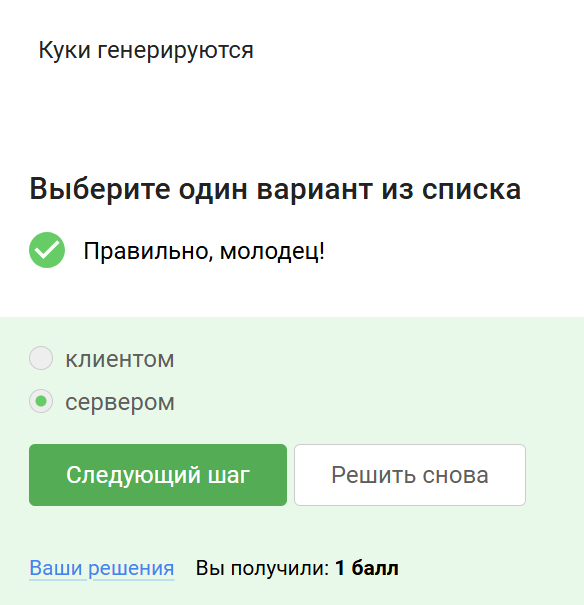 Куки генерируются
Выберите один вариант из списка
Правильно, молодец!
клиентом
сервером
Следующий шаг
Решить снова
Ваши решения Вы получили: 1 балл